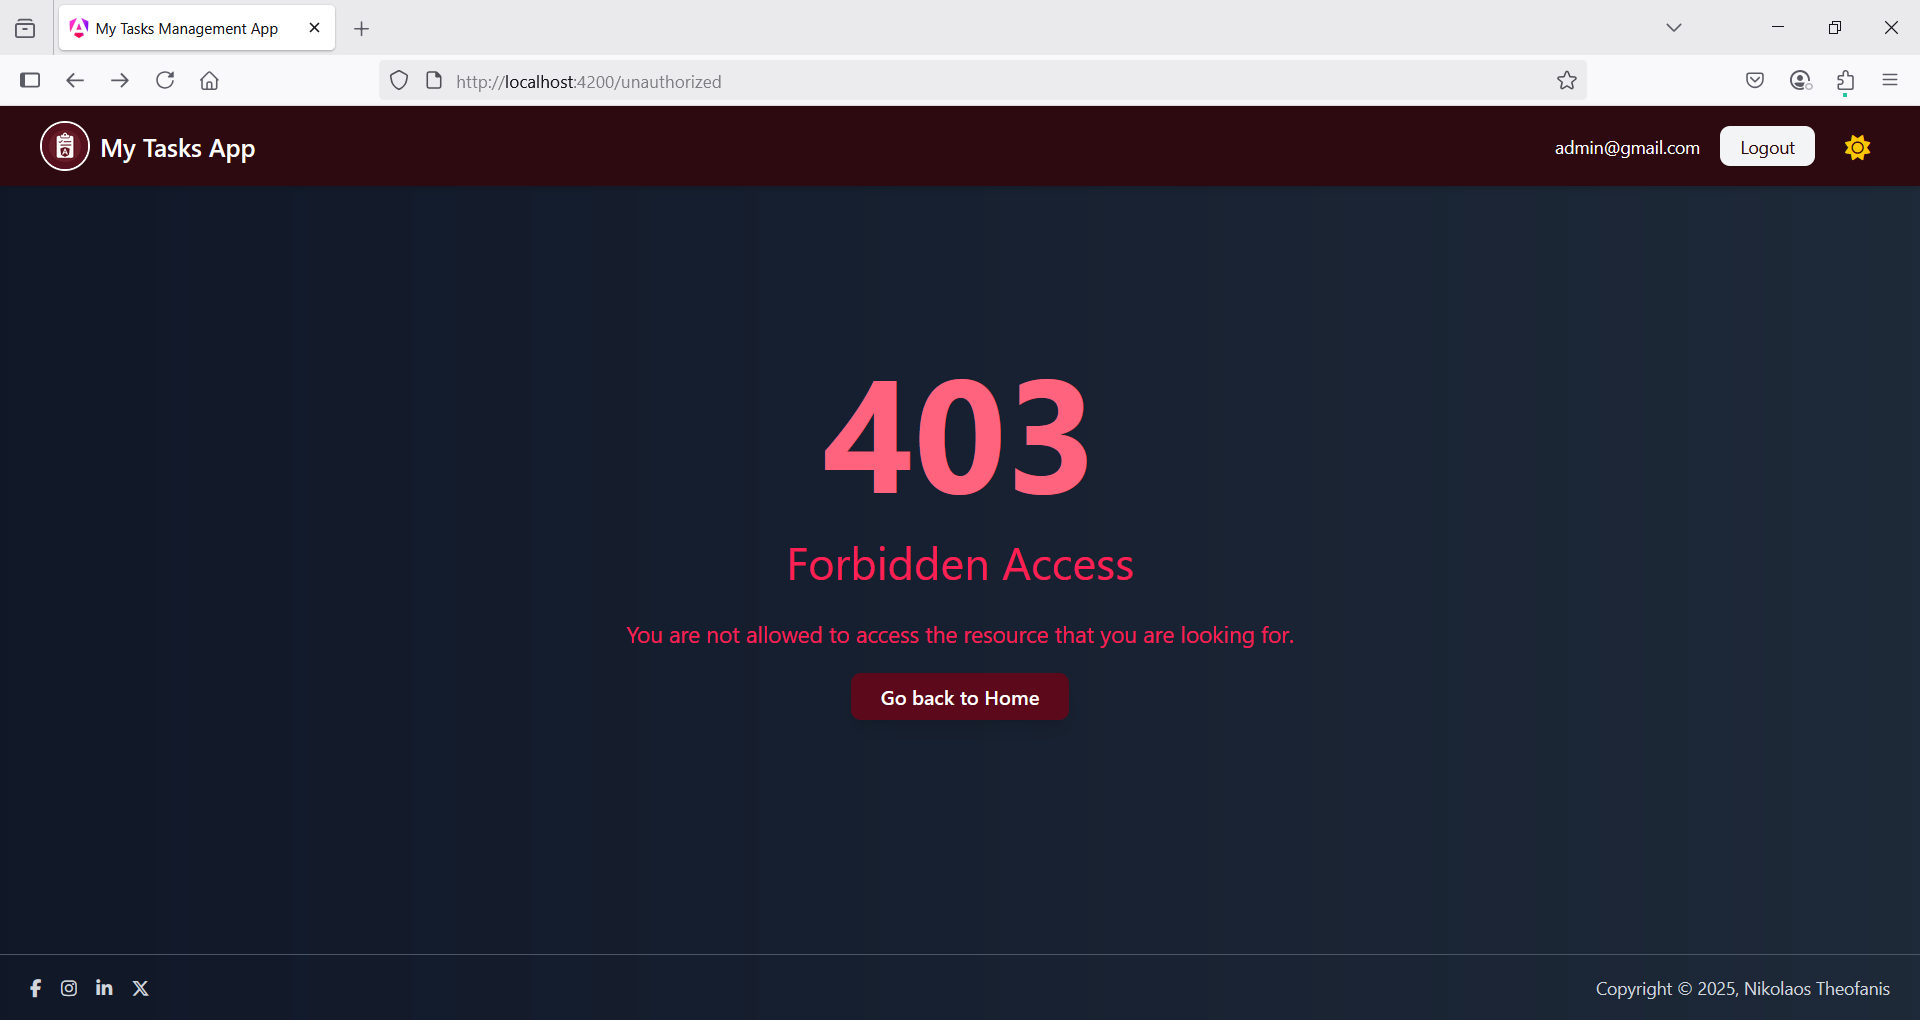 My Tasks Management App
http://localhost:4200/unauthorized
My Tasks App
admin@gmail.com
Logout
403
Forbidden Access
You are not allowed to access the resource that you are looking for.
Go back to Home
Copyright © 2025, Nikolaos Theofanis